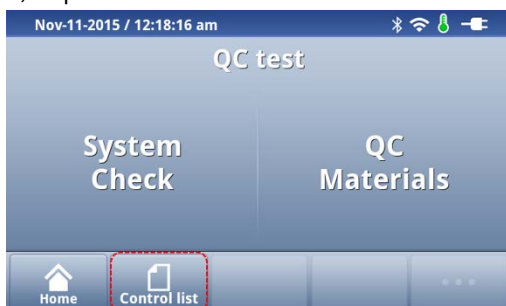 Nov-11-2015 / 12:18:16 am
QC test
System
Check
QC
Materials
Home
Control list